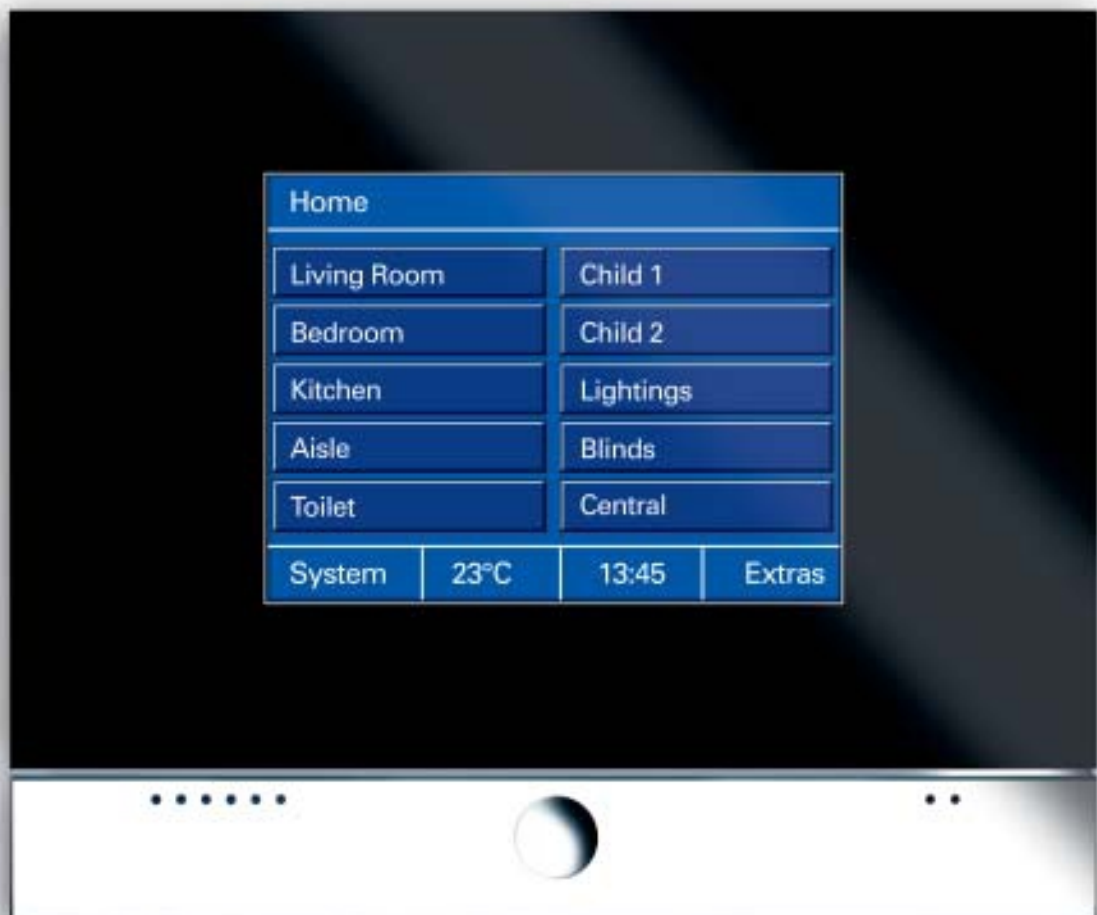 Home
Living Room
Child 1
Bedroom
Child 2
Kitchen
Lightings
Aisle
Blinds
Toilet
Central
System 23°C 13:45 Extras